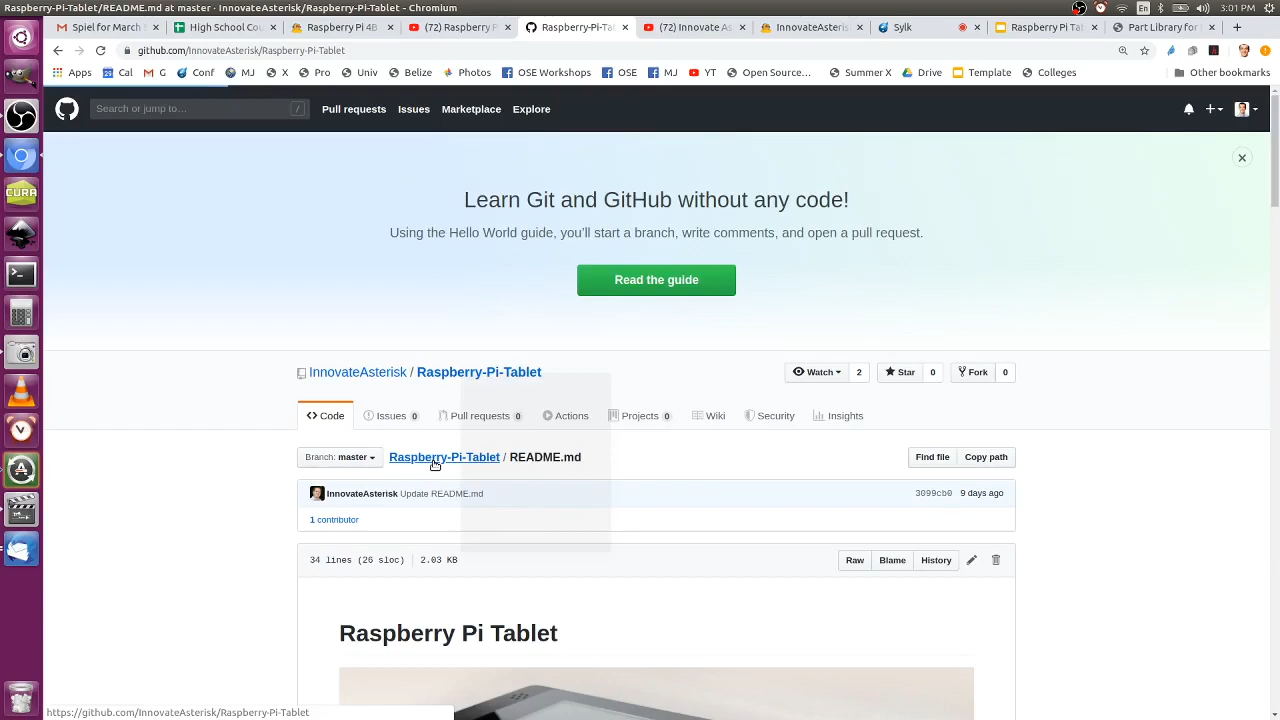 Raspberry-Pi-Tablet/README.md at master · InnovateAsterisk/Raspberry-Pi-Tablet - Chromium
En
3:01 PM
Spiel for March S
High School Cou
Raspberry Pi 4B
(72) Raspberry P
Raspberry-Pi-Tab
(72) Innovate As
InnovateAsterisk
Sylk
Raspberry Pi Ta
Part Library for
github.com/InnovateAsterisk/Raspberry-Pi-Tablet
Apps
Cal
G
Conf
MJ
X
Pro
Univ
Belize
Photos
OSE Workshops
OSE
MJ
YT
Open Source...
Summer X
Drive
Template
Colleges
Other bookmarks
Search or jump to...
/
Pull requests
Issues
Marketplace
Explore
Learn Git and GitHub without any code!
Using the Hello World guide, you'll start a branch, write comments, and open a pull request.
Read the guide
InnovateAsterisk / Raspberry-Pi-Tablet
Watch 2
Star 0
Fork 0
Code
Issues 0
Pull requests 0
Actions
Projects 0
Wiki
Security
Insights
Branch: master
Raspberry-Pi-Tablet / README.md
Find file
Copy path
InnovateAsterisk Update README.md
3099cb0 9 days ago
1 contributor
34 lines (26 sloc) 2.03 KB
Raw
Blame
History
Raspberry Pi Tablet
https://github.com/InnovateAsterisk/Raspberry-Pi-Tablet
CURA